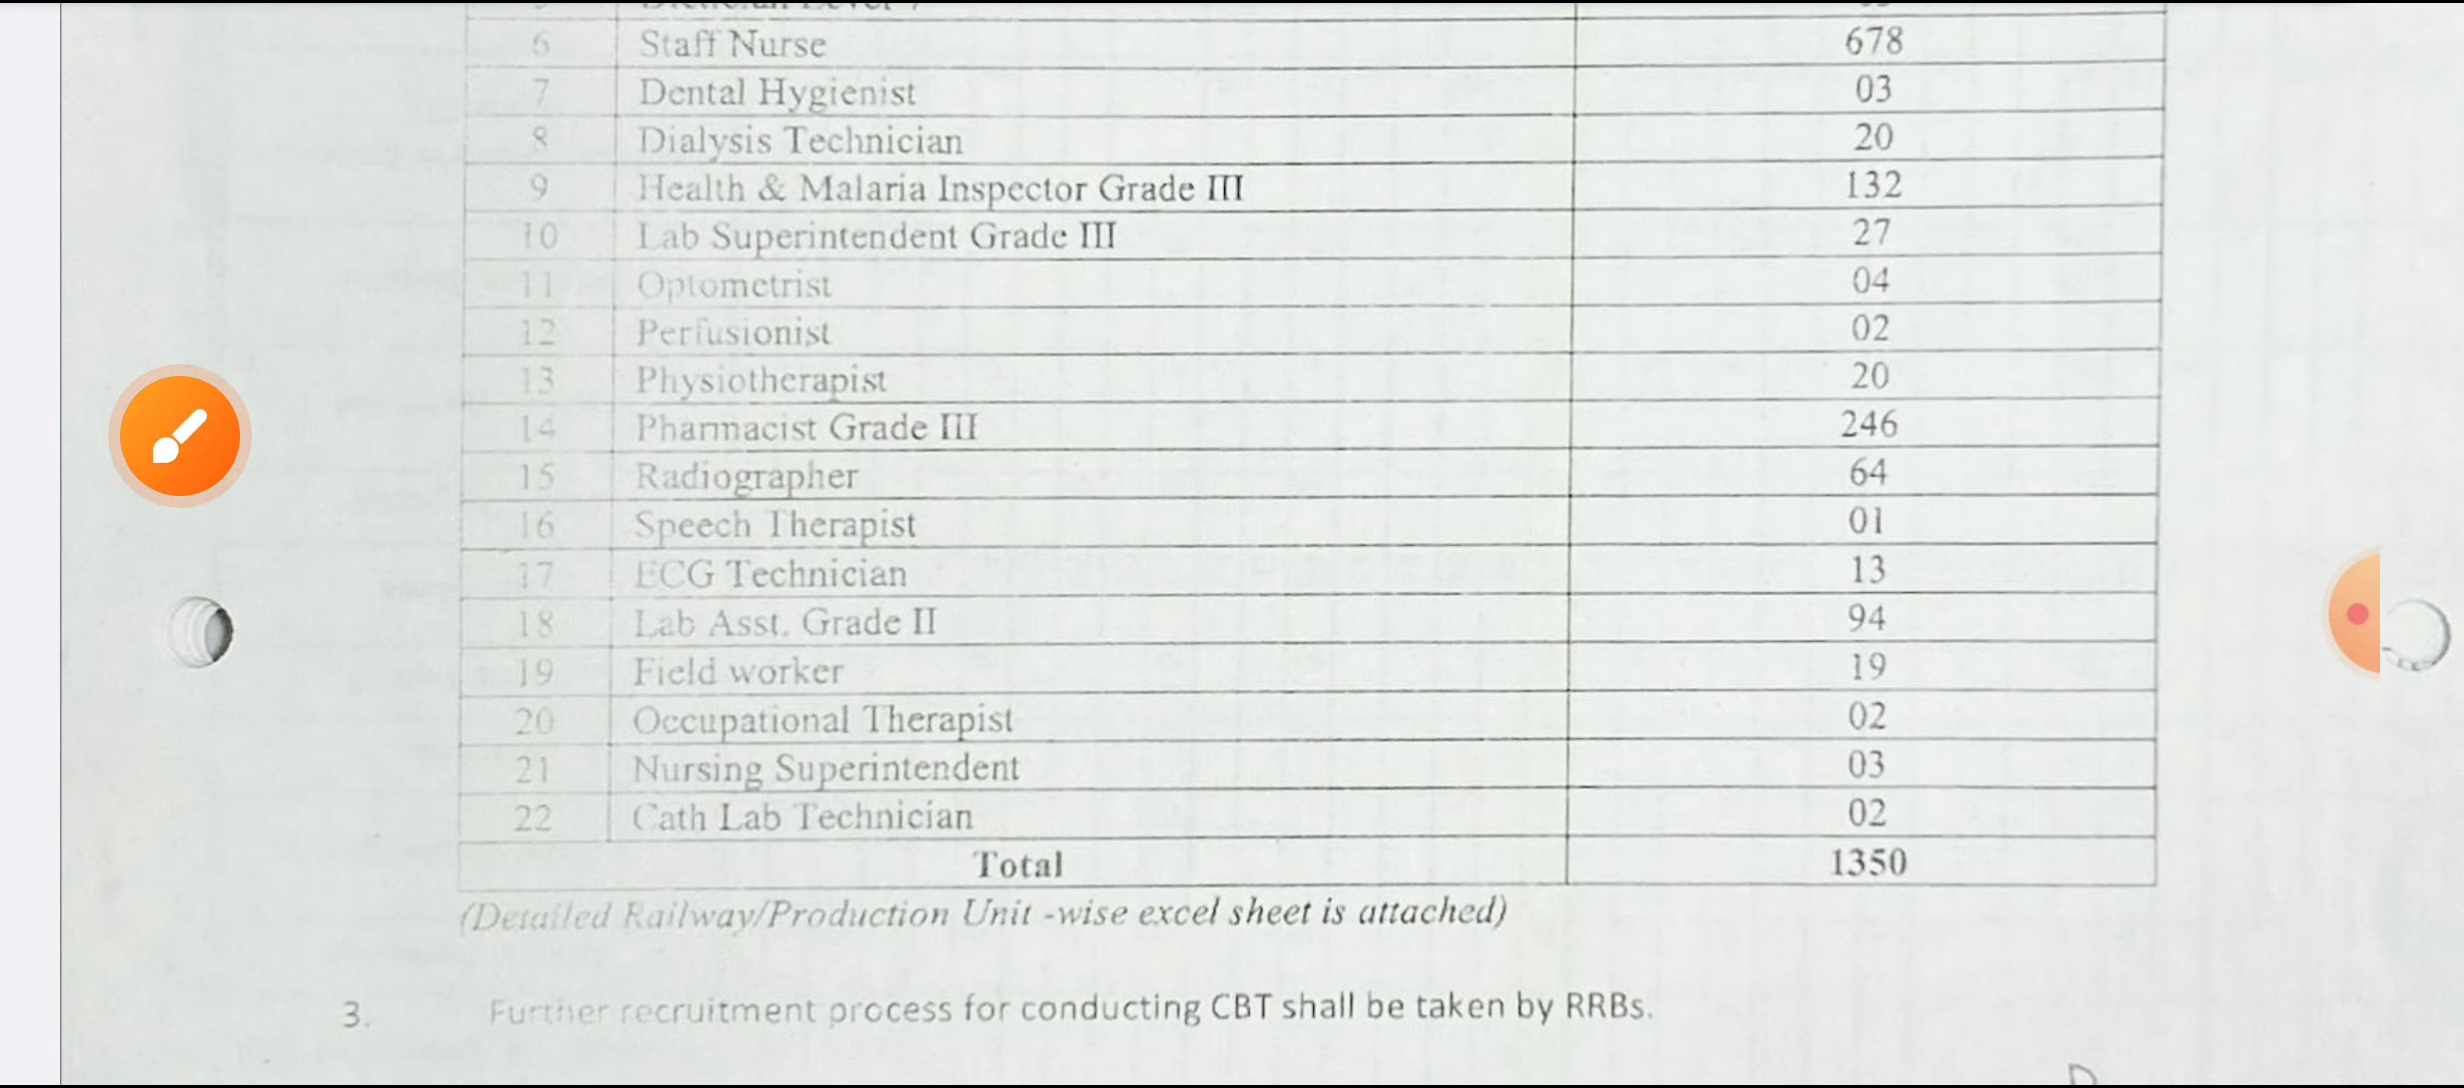 6 Staff Nurse 678
7 Dental Hygienist 03
8 Dialysis Technician 20
9 Health & Malaria Inspector Grade III 132
10 Lab Superintendent Grade III 27
11 Optometrist 04
12 Perfusionist 02
13 Physiotherapist 20
14 Pharmacist Grade III 246
15 Radiographer 64
16 Speech Therapist 01
17 ECG Technician 13
18 Lab Asst. Grade II 94
19 Field worker 19
20 Occupational Therapist 02
21 Nursing Superintendent 03
22 Cath Lab Technician 02
Total 1350
(Detailed Railway/Production Unit -wise excel sheet is attached)
3. Further recruitment process for conducting CBT shall be taken by RRBs.